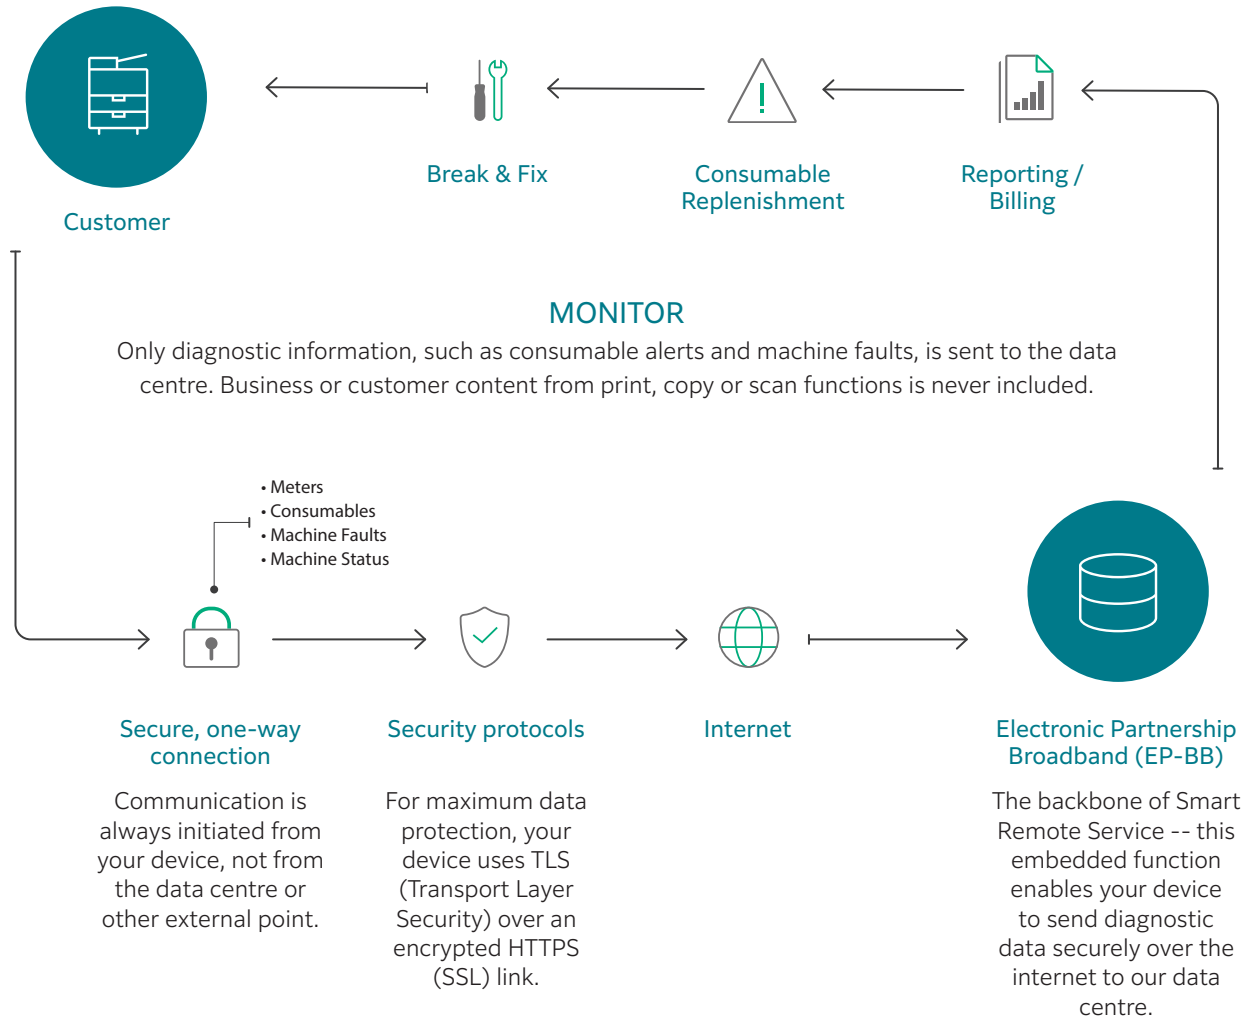 Customer
Break & Fix
Consumable
Replenishment
Reporting /
Billing
MONITOR
Only diagnostic information, such as consumable alerts and machine faults, is sent to the data
centre. Business or customer content from print, copy or scan functions is never included.
• Meters
• Consumables
• Machine Faults
• Machine Status
Secure, one-way
connection
Communication is
always initiated from
your device, not from
the data centre or
other external point.
Security protocols
For maximum data
protection, your
device uses TLS
(Transport Layer
Security) over an
encrypted HTTPS
(SSL) link.
Internet
Electronic Partnership
Broadband (EP-BB)
The backbone of Smart
Remote Service -- this
embedded function
enables your device
to send diagnostic
data securely over the
internet to our data
centre.